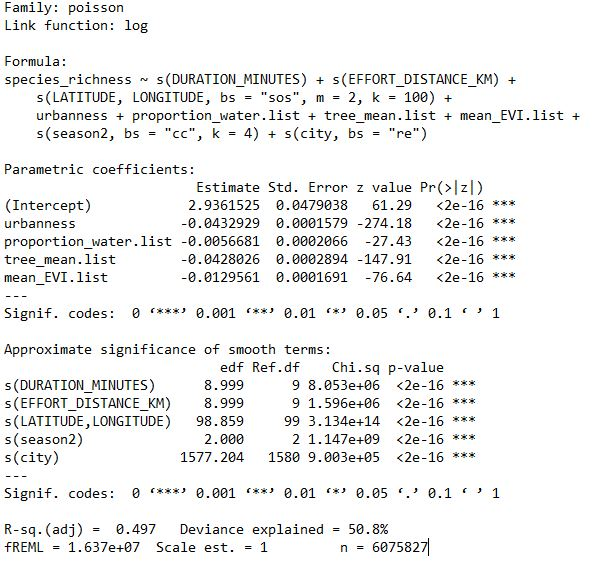 Family: poisson
Link function: log

Formula:
species_richness ~ s(DURATION_MINUTES) + s(EFFORT_DISTANCE_KM) +
    s(LATITUDE, LONGITUDE, bs = "sos", m = 2, k = 100) +
    urbanness + proportion_water.list + tree_mean.list + mean_EVI.list +
    s(season2, bs = "cc", k = 4) + s(city, bs = "re")

Parametric coefficients:
                        Estimate Std. Error z value Pr(>|z|)
(Intercept)            2.9361525  0.0479038   61.29   <2e-16 ***
urbanness             -0.0432929  0.0001579 -274.18   <2e-16 ***
proportion_water.list -0.0056681  0.0002066  -27.43   <2e-16 ***
tree_mean.list        -0.0428026  0.0002894 -147.91   <2e-16 ***
mean_EVI.list         -0.0129561  0.0001691  -76.64   <2e-16 ***
---
Signif. codes:  0 ‘***’ 0.001 ‘**’ 0.01 ‘*’ 0.05 ‘.’ 0.1 ‘ ’ 1

Approximate significance of smooth terms:
                           edf Ref.df    Chi.sq p-value
s(DURATION_MINUTES)      8.999      9 8.053e+06  <2e-16 ***
s(EFFORT_DISTANCE_KM)    8.999      9 1.596e+06  <2e-16 ***
s(LATITUDE,LONGITUDE)   98.859     99 3.134e+14  <2e-16 ***
s(season2)               2.000      2 1.147e+09  <2e-16 ***
s(city)               1577.204   1580 9.003e+05  <2e-16 ***
---
Signif. codes:  0 ‘***’ 0.001 ‘**’ 0.01 ‘*’ 0.05 ‘.’ 0.1 ‘ ’ 1

R-sq.(adj) =  0.497   Deviance explained = 50.8%
fREML = 1.637e+07  Scale est. = 1         n = 6075827